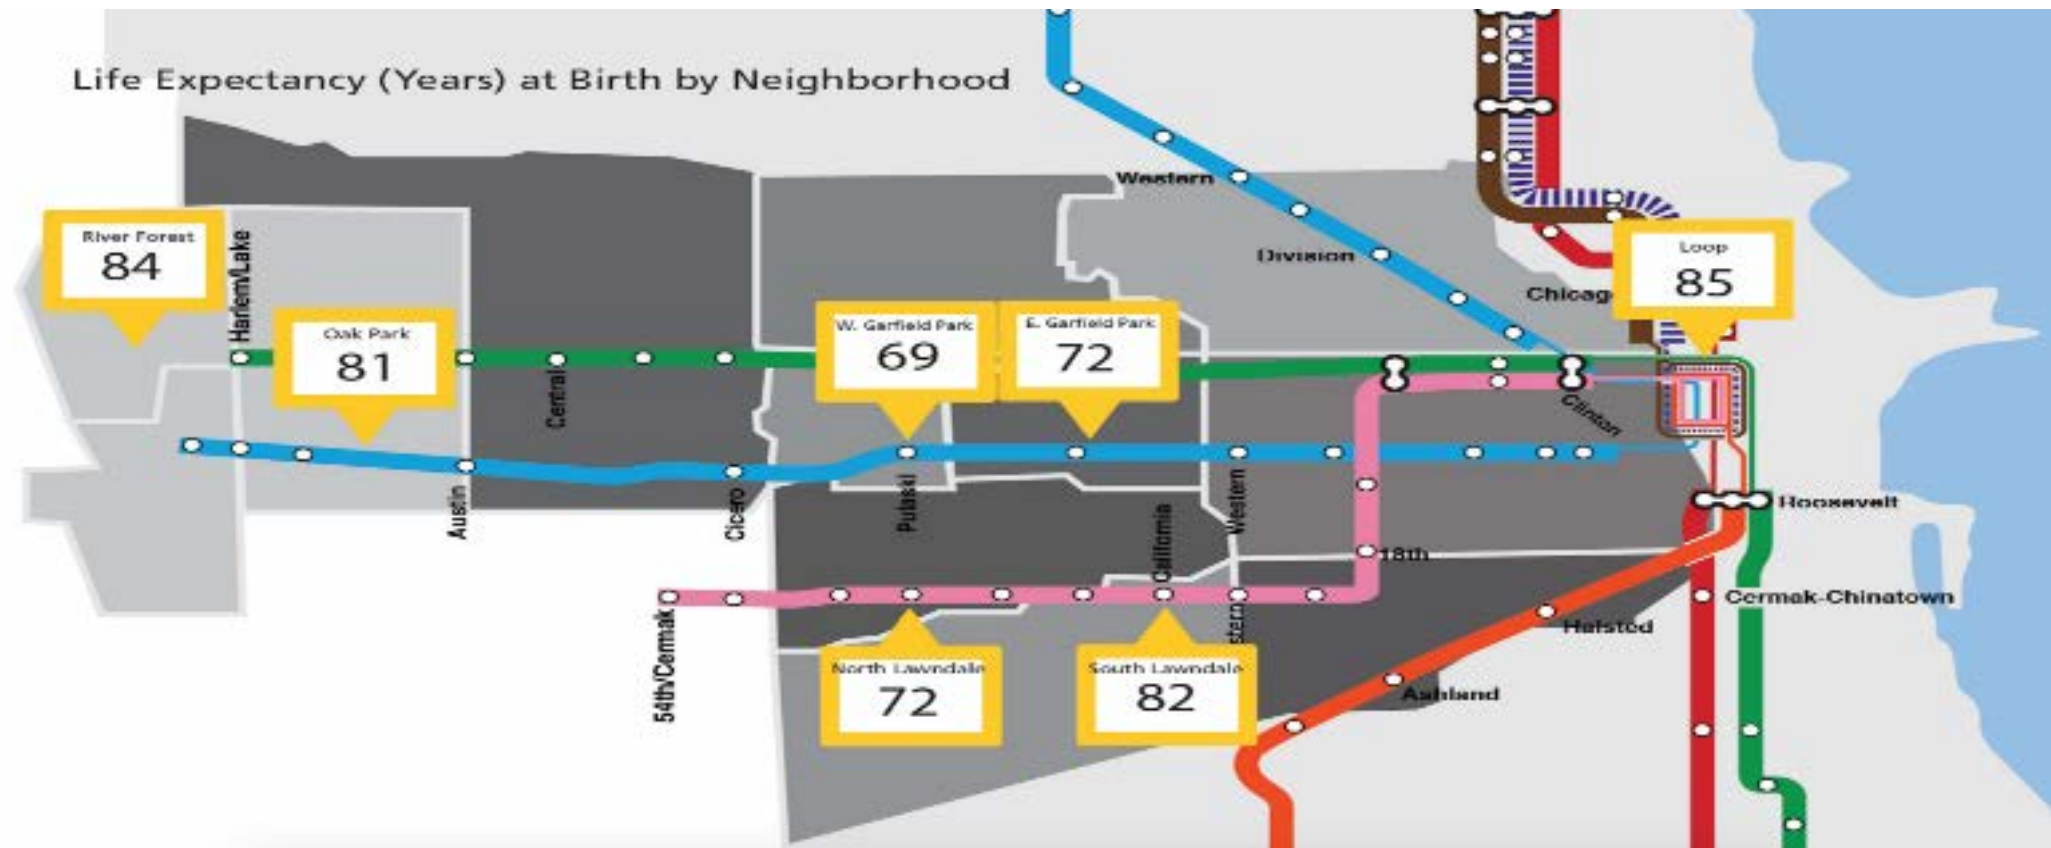 Life Expectancy (Years) at Birth by Neighborhood
Western
Division
Chicag
River Forest
84
Harlem/Lake
Oak Park
81
Central
W. Garfield Park
69
E. Garfield Park
72
Loop
85
Clinton
Austin
Cicero
Pulaski
California
Western
Roosevelt
18th
54th/Cermak
stern
Cermak-Chinatown
Halsted
Ashland
North Lawndale
72
South Lawndale
82